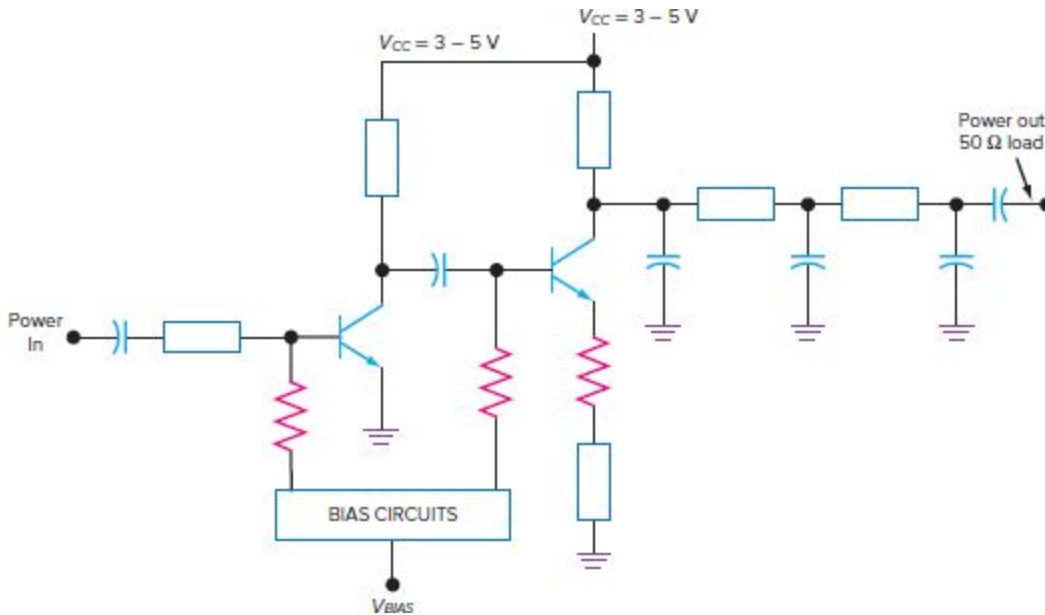 VCC = 3 – 5 V
VCC = 3 – 5 V
Power out
50 Ω load
Power
In
BIAS CIRCUITS
VBIAS